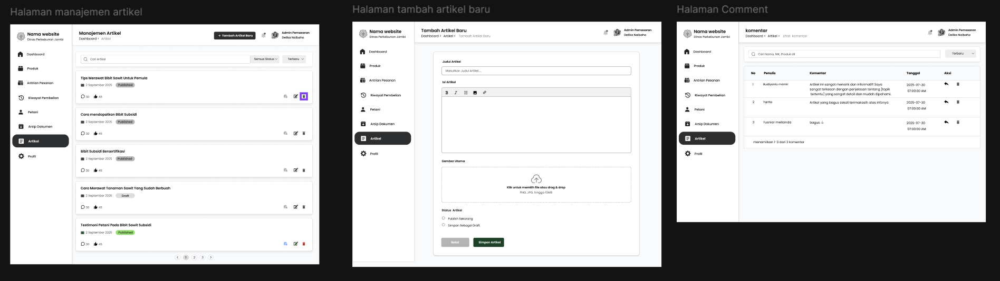 Halaman manajemen artikel
Nama website
Dinas Perkebunan Jambi
Dashboard
Produk
Antrian Pesanan
Riwayat Pembelian
Petani
Arsip Dokumen
Artikel
Profil
Manajemen Artikel
Dashboard > Artikel
+ Tambah Artikel Baru
Admin Pemasaran
Delika Naibaho
Cari Artikel
Semua Status
Terbaru
Tips Merawat Bibit Sawit Untuk Pemula
2 September 2025 Published
30 45
Cara mendapatkan Bibit Subsidi
2 September 2025 Published
30 45
Bibit Subsidi Bersertifikasi
2 September 2025 Published
30 45
Cara Merawat Tanaman Sawit Yang Sudah Berbuah
2 September 2025 Draft
30 45
Testimoni Petani Pada Bibit Sawit Subsidi
2 September 2025 Published
30 45
< 1 2 3 >
Halaman tambah artikel baru
Nama website
Dinas Perkebunan Jambi
Dashboard
Produk
Antrian Pesanan
Riwayat Pembelian
Petani
Arsip Dokumen
Artikel
Profil
Tambah Artikel Baru
Dashboard > Artikel > Tambah Artikel Baru
Admin Pemasaran
Delika Naibaho
Judul Artikel
Masukkan Judul Artikel....
Isi Artikel
B I
Gambar Utama
Klik untuk memilih file atau drag & drop
PNG, JPG, hingga 10MB
Status Artikel
Publish Sekarang
Simpan Sebagai Draft
Batal
Simpan Artikel
Halaman Comment
Nama website
Dinas Perkebunan Jambi
Dashboard
Produk
Antrian Pesanan
Riwayat Pembelian
Petani
Arsip Dokumen
Artikel
Profil
komentar
Dashboard > Artikel > Lihat komentar
Admin Pemasaran
Delika Naibaho
Cari Nama, NIK, Produk dll
Terbaru
No Penulis Komentar Tanggal Aksi
1 Budiyanto mamir Artikel ini sangat menarik dan informatif! Saya 2025-07-30
sangat terkesan dengan penjelasan tentang [topik 07:00:00 AM
tertentu] yang sangat detail dan mudah dipahami.
2 Yanto Artikel yang bagus sekali terimakasih atas infonya 2025-07-30
07:00:00 AM
3 Yusniar mellainda bagus 👍 2025-07-30
07:00:00 AM
menamilkan 1-3 dari 3 komentar